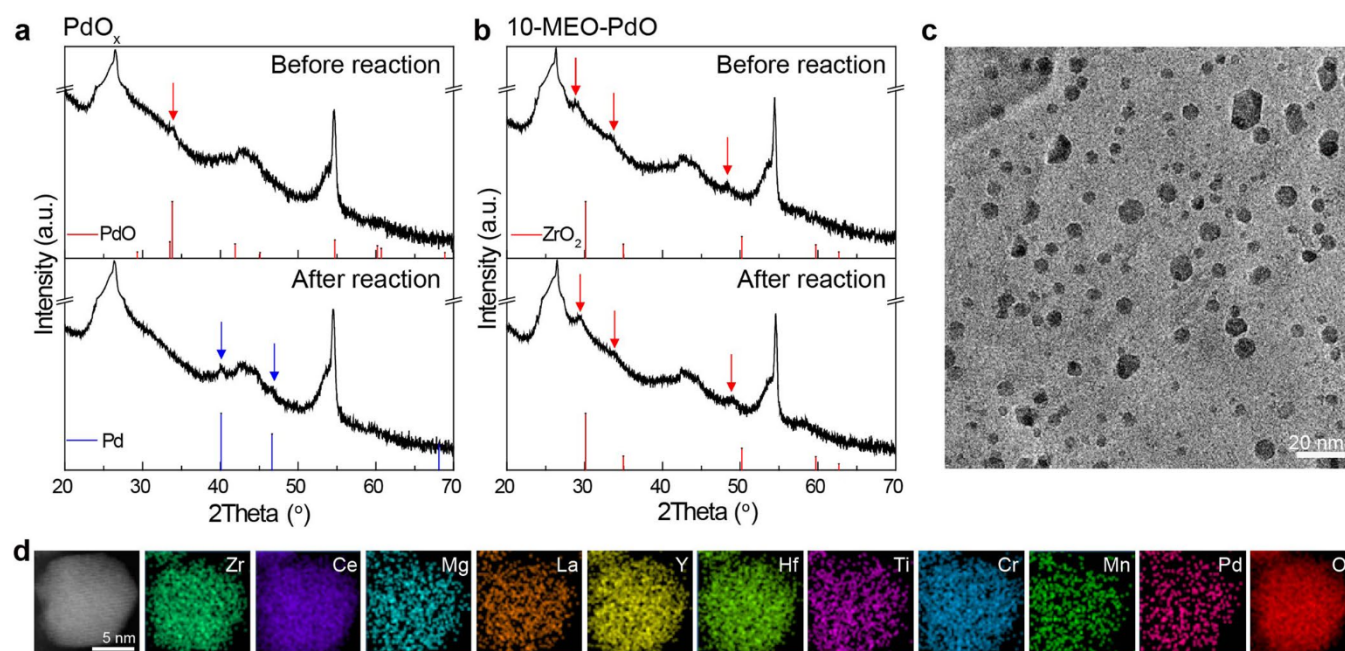 a PdOx
Before reaction
PdO
After reaction
Pd
Intensity (a.u.)
20 30 40 50 60 70
2Theta (°)
b 10-MEO-PdO
Before reaction
ZrO2
After reaction
Intensity (a.u.)
20 30 40 50 60 70
2Theta (°)
c
20 nm
d
5 nm
Zr
Ce
Mg
La
Y
Hf
Ti
Cr
Mn
Pd
O